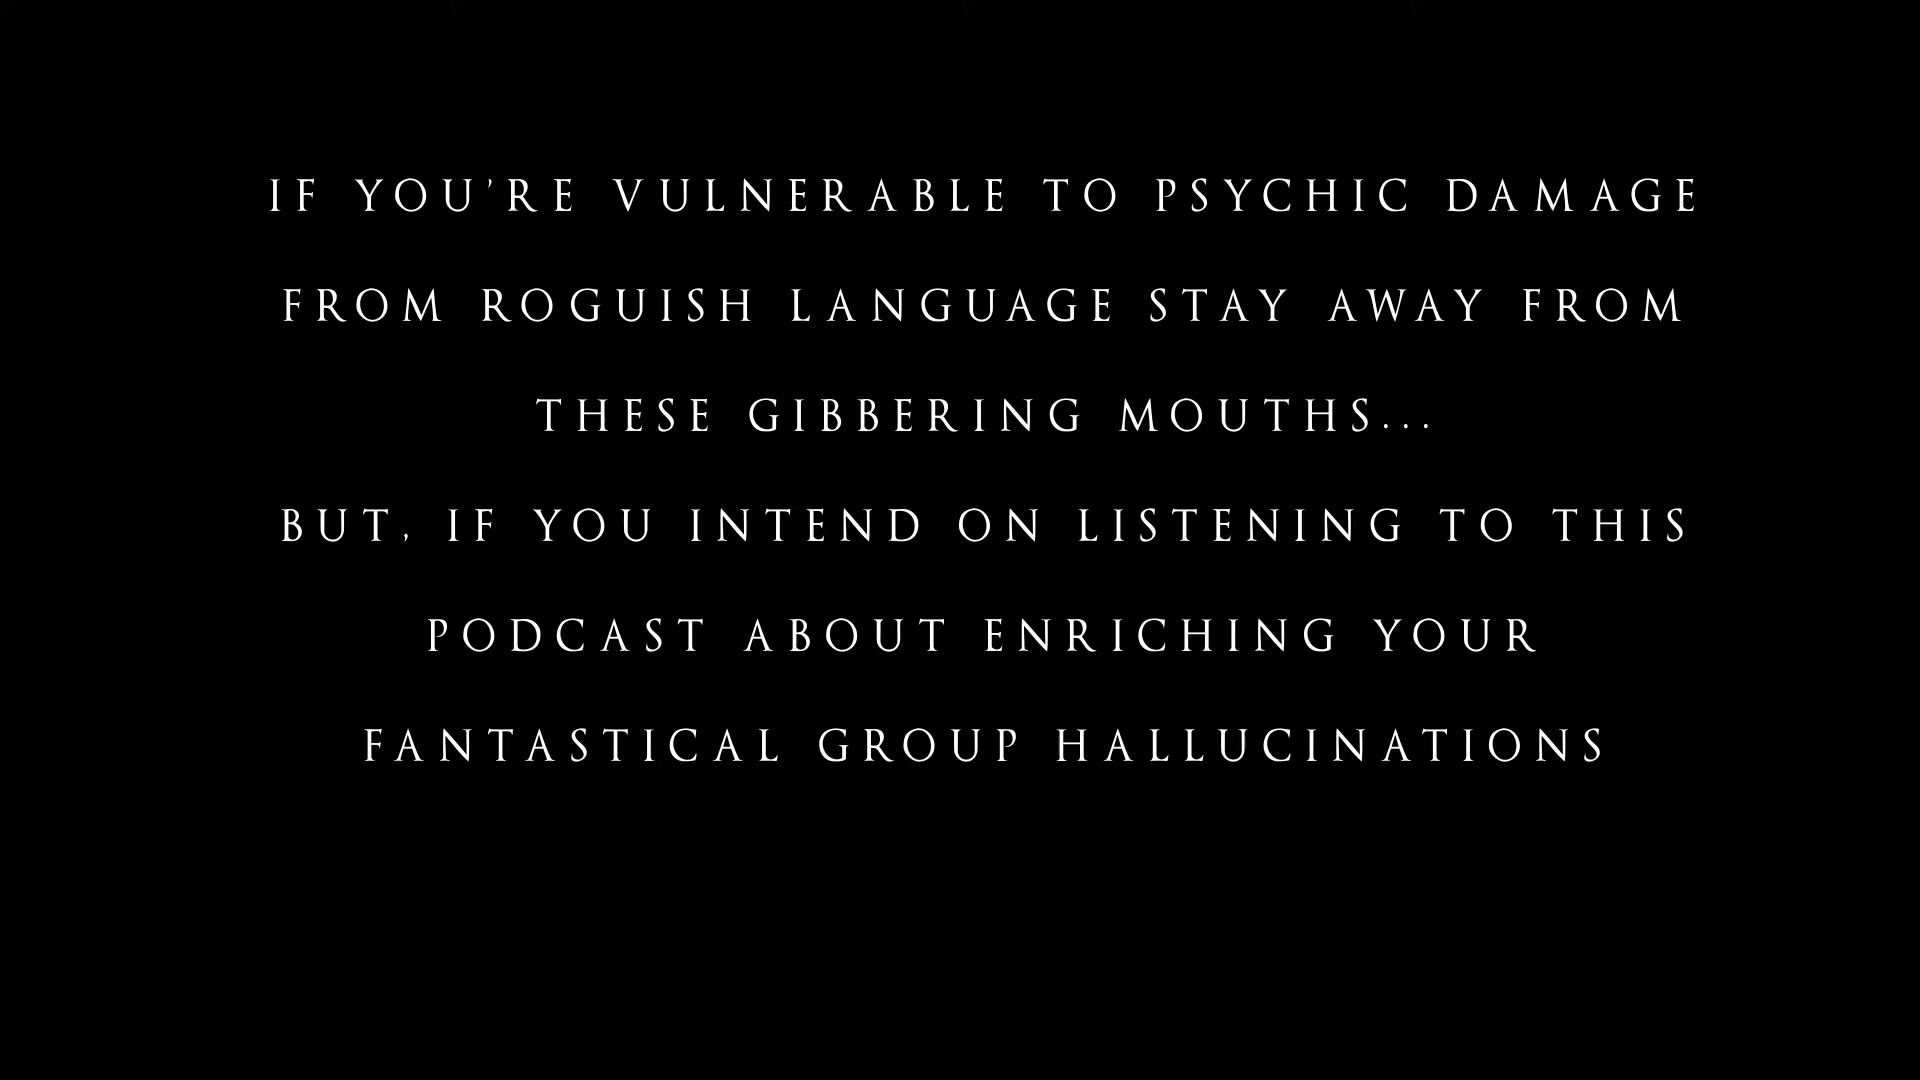 IF YOU'RE VULNERABLE TO PSYCHIC DAMAGE
FROM ROGUISH LANGUAGE STAY AWAY FROM
THESE GIBBERING MOUTHS...
BUT, IF YOU INTEND ON LISTENING TO THIS
PODCAST ABOUT ENRICHING YOUR
FANTASTICAL GROUP HALLUCINATIONS